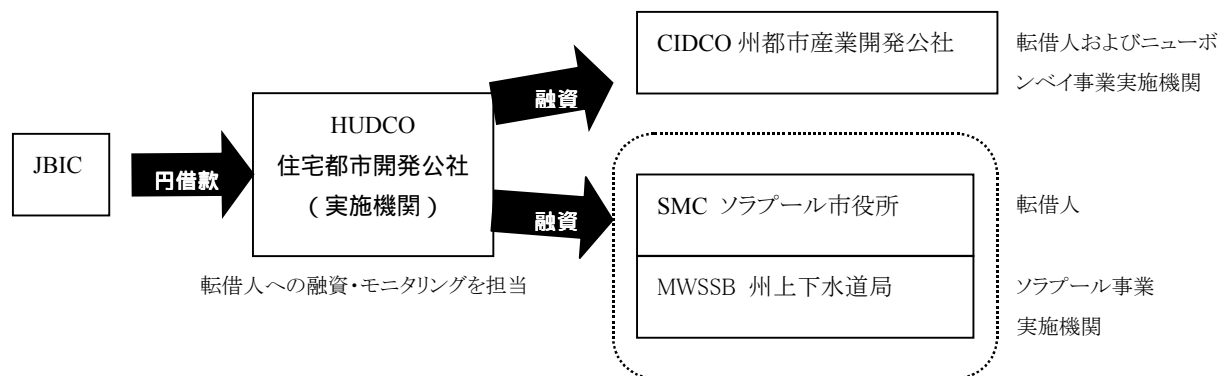 JBIC
円借款
HUDCO
住宅都市開発公社
(実施機関)
転借人への融資・モニタリングを担当
融資
融資
CIDCO 州都市産業開発公社
転借人およびニューボ
ンベイ事業実施機関
SMC ソラプール市役所
転借人
MWSSB 州上下水道局
ソラプール事業
実施機関